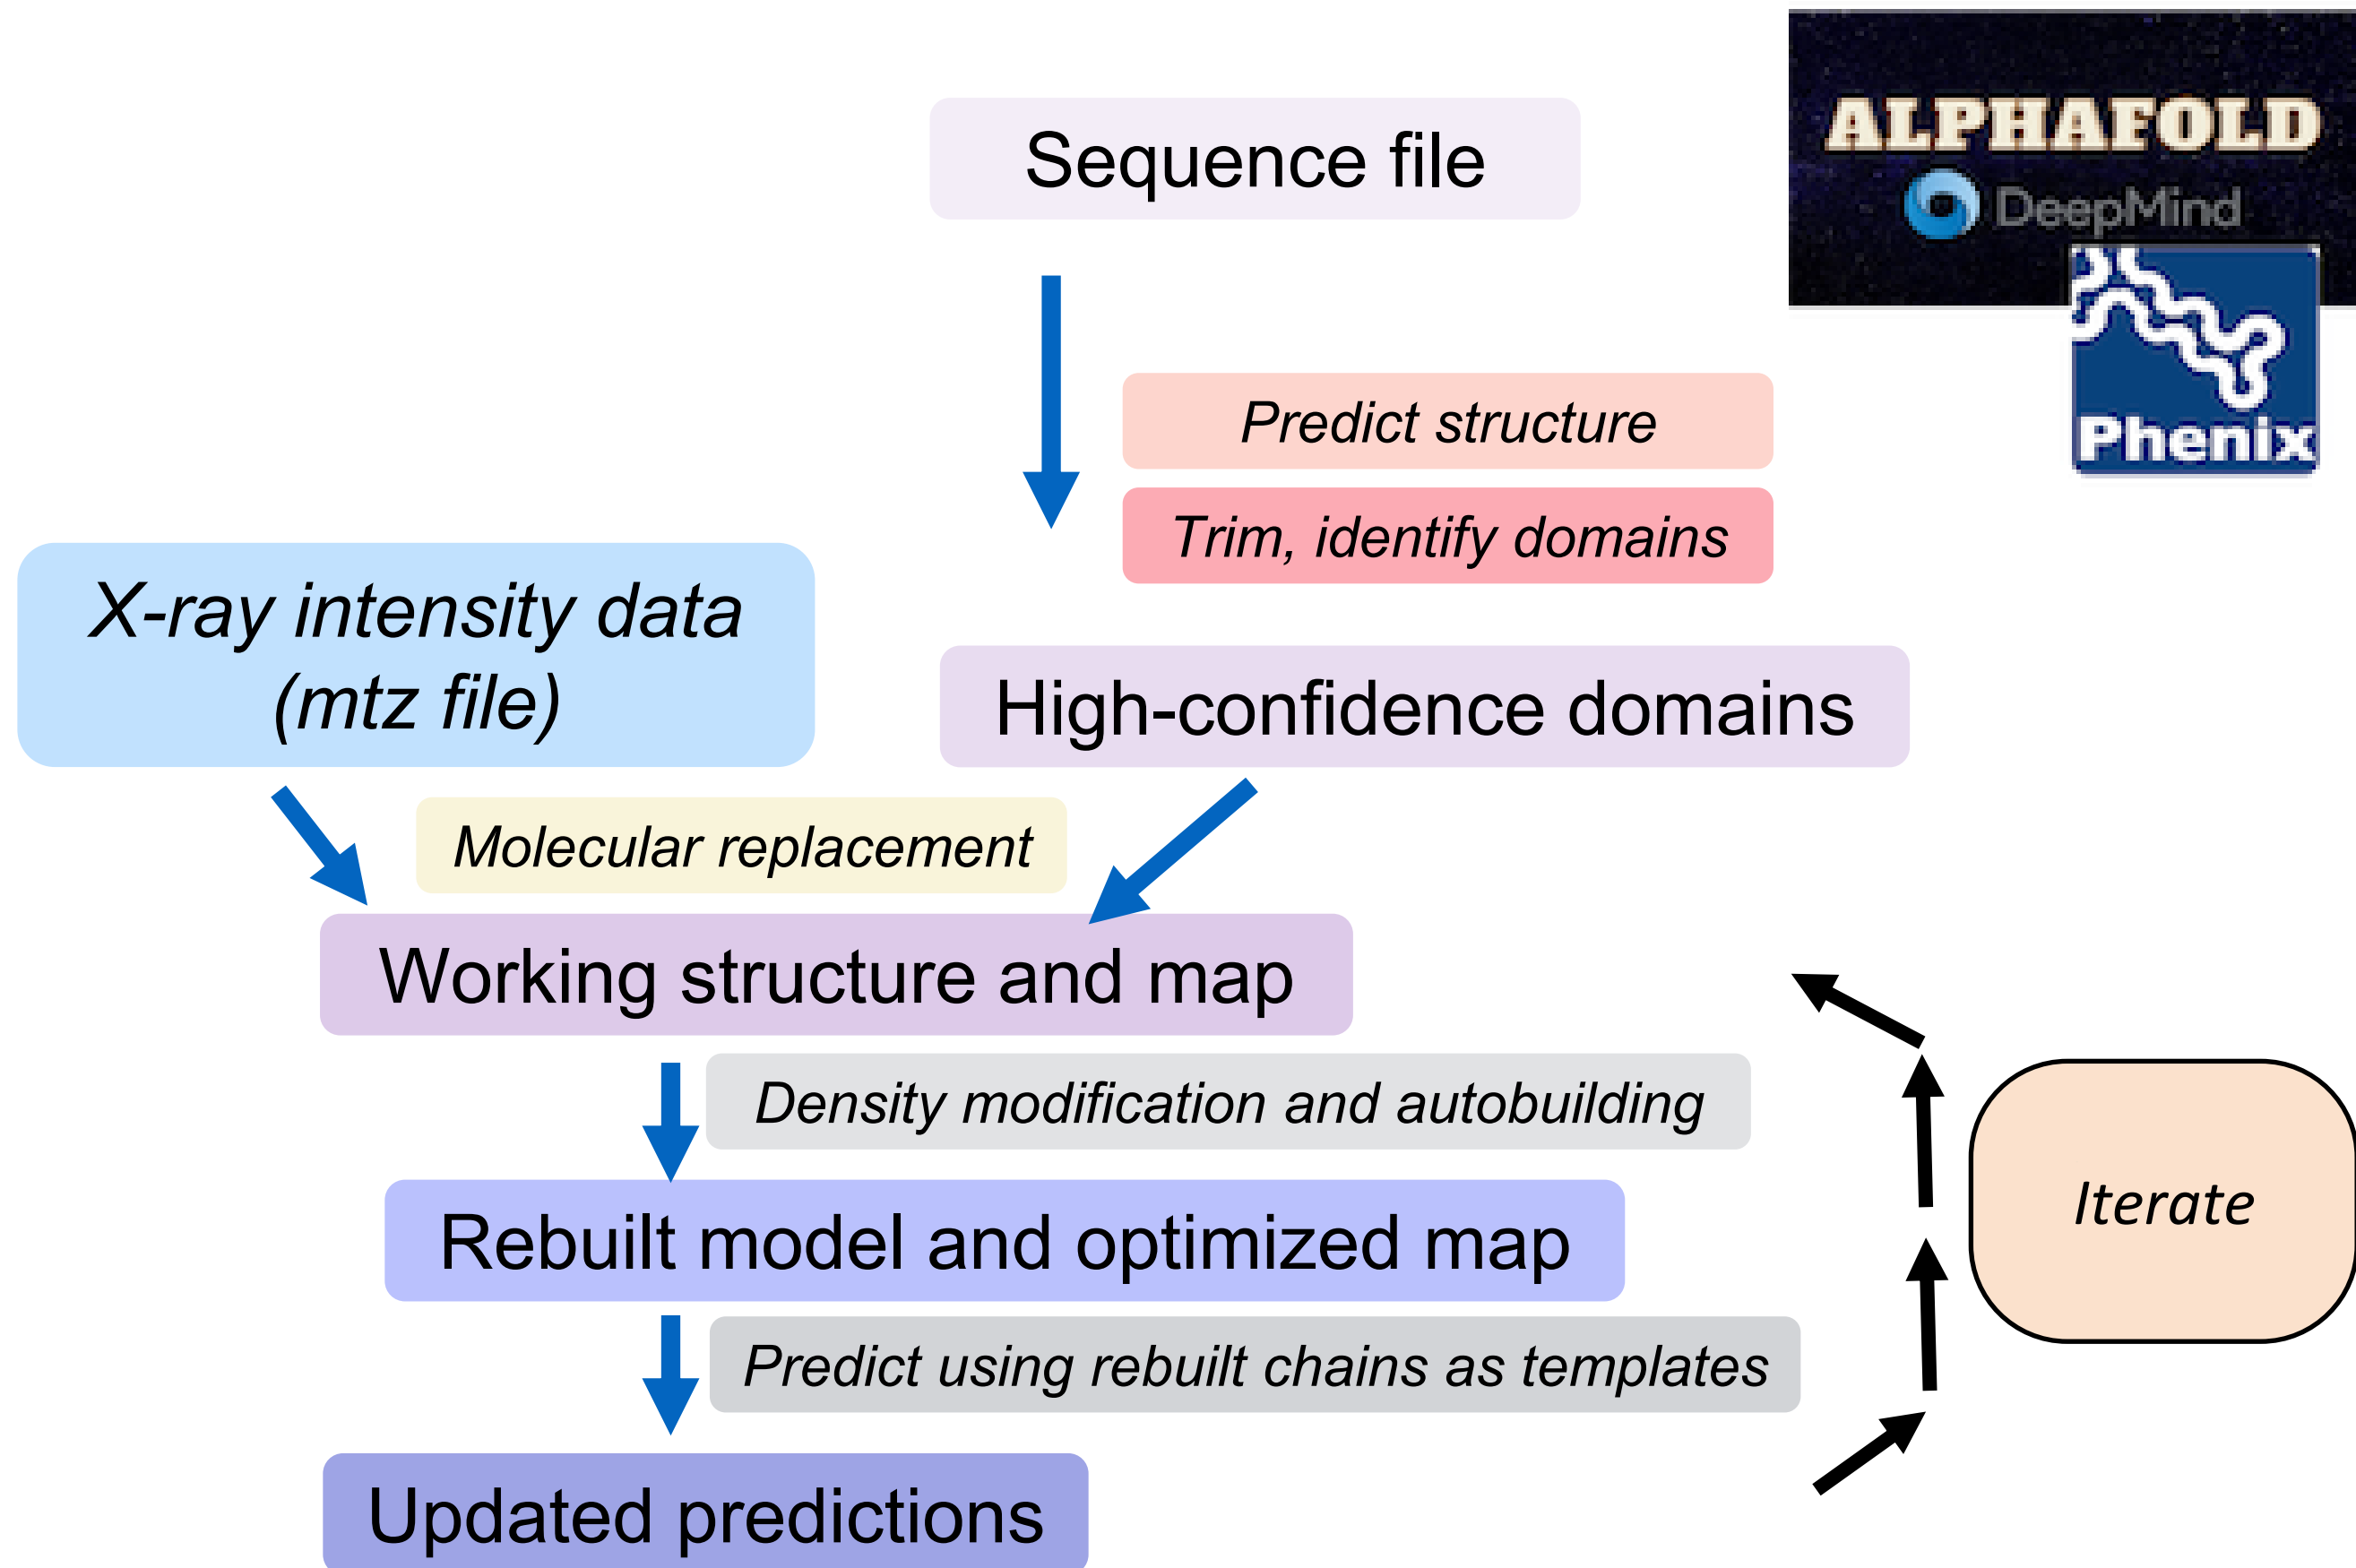 ALPHAFOLD
DeepMind
Phenix
Sequence file
Predict structure
Trim, identify domains
X-ray intensity data
(mtz file)
High-confidence domains
Molecular replacement
Working structure and map
Density modification and autobuilding
Rebuilt model and optimized map
Iterate
Predict using rebuilt chains as templates
Updated predictions